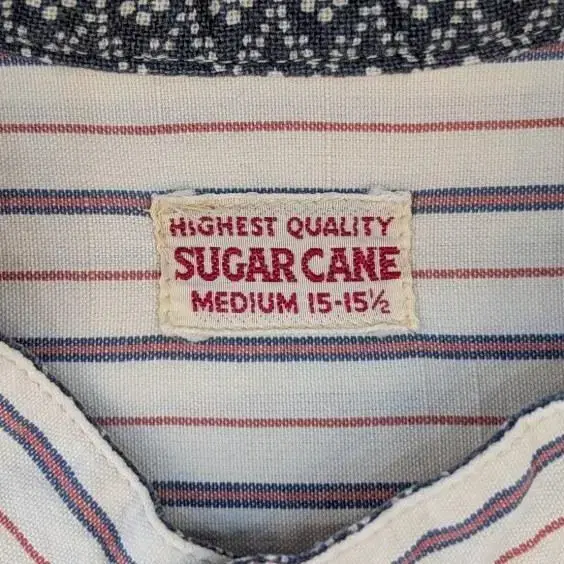 HIGHEST QUALITY
SUGAR CANE
MEDIUM 15-15½